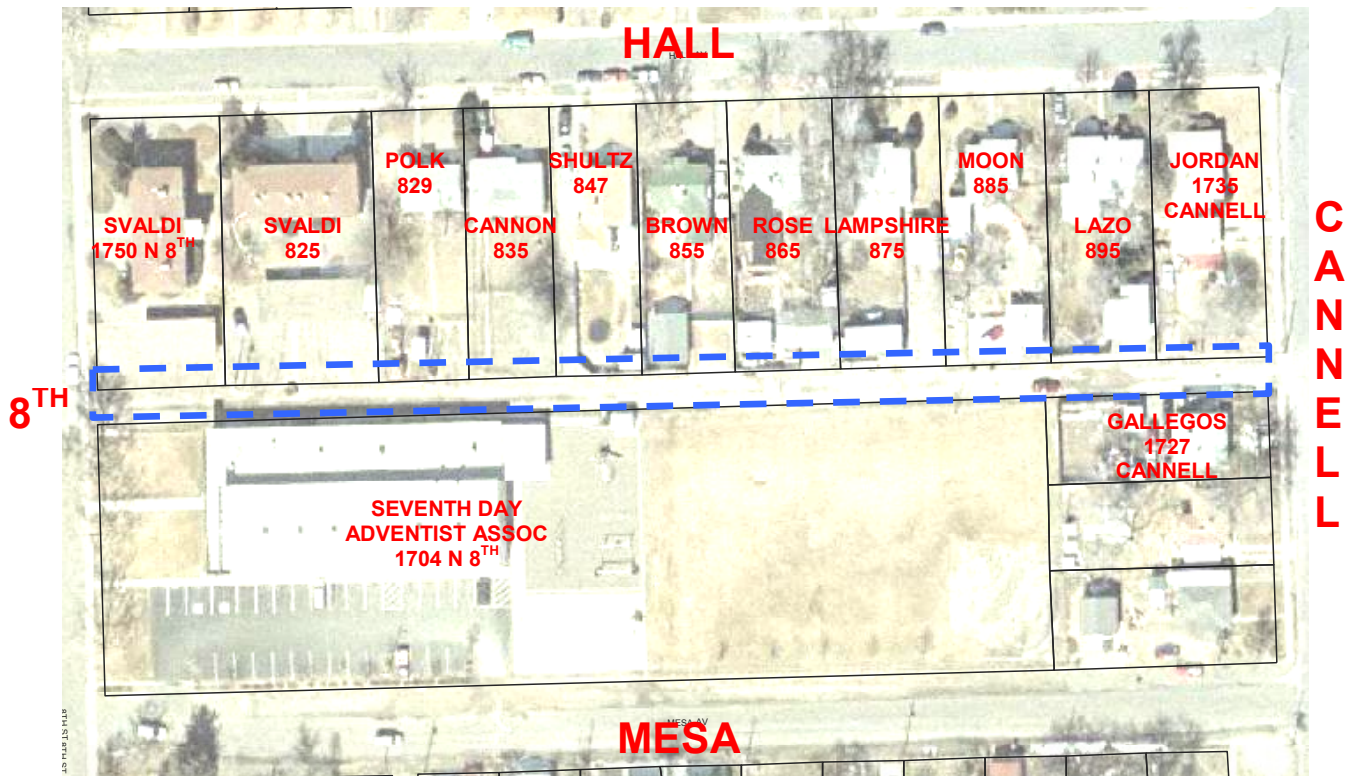 HALL
POLK
829
SHULTZ
847
MOON
885
JORDAN
1735
CANNELL
SVALDI
1750 N 8TH
SVALDI
825
CANNON
835
BROWN
855
ROSE
865
LAMPSHIRE
875
LAZO
895
C
A
N
N
E
L
L
8TH
GALLEGOS
1727
CANNELL
SEVENTH DAY
ADVENTIST ASSOC
1704 N 8TH
MESA AV
MESA